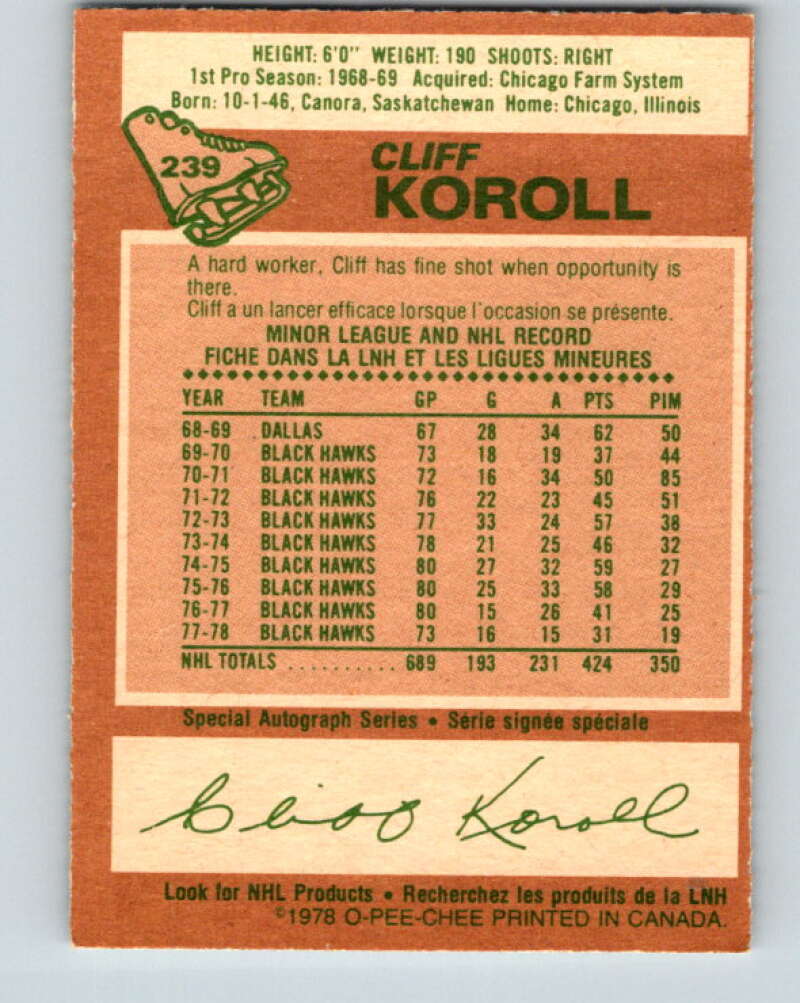 HEIGHT: 6'0" WEIGHT: 190 SHOOTS: RIGHT
1st Pro Season: 1968-69 Acquired: Chicago Farm System
Born: 10-1-46, Canora, Saskatchewan Home: Chicago, Illinois
239
CLIFF
KOROLL
A hard worker, Cliff has fine shot when opportunity is
there.
Cliff a un lancer efficace lorsque l'occasion se présente.
MINOR LEAGUE AND NHL RECORD
FICHE DANS LA LNH ET LES LIGUES MINEURES
YEAR TEAM GP G A PTS PIM
68-69 DALLAS 67 28 34 62 50
69-70 BLACK HAWKS 73 18 19 37 44
70-71 BLACK HAWKS 72 16 34 50 85
71-72 BLACK HAWKS 76 22 23 45 51
72-73 BLACK HAWKS 77 33 24 57 38
73-74 BLACK HAWKS 78 21 25 46 32
74-75 BLACK HAWKS 80 27 32 59 27
75-76 BLACK HAWKS 80 25 33 58 29
76-77 BLACK HAWKS 80 15 26 41 25
77-78 BLACK HAWKS 73 16 15 31 19
NHL TOTALS .......... 689 193 231 424 350
Special Autograph Series • Série signée spéciale
Cliff Koroll
Look for NHL Products • Recherchez les produits de la LNH
©1978 O-PEE-CHEE PRINTED IN CANADA.